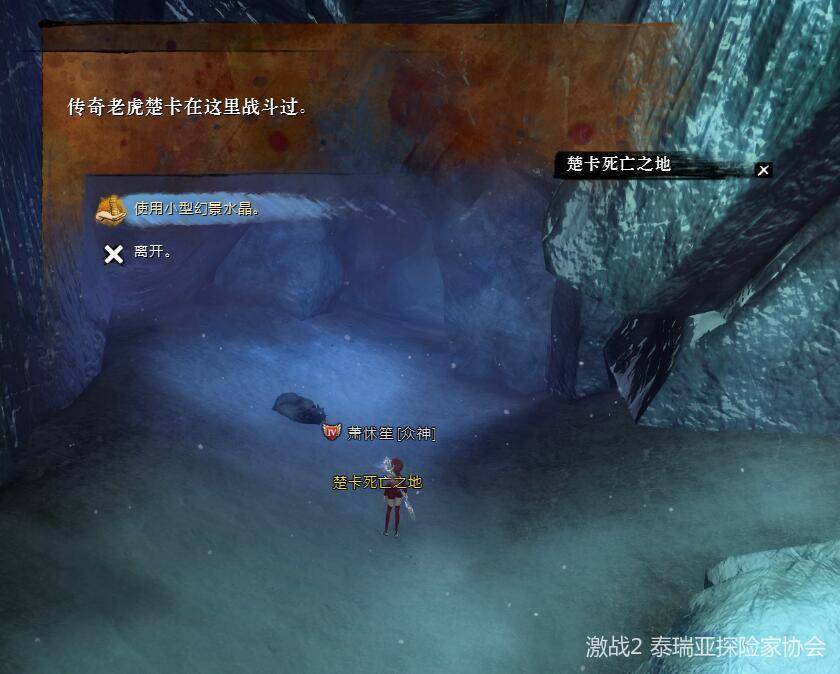 传奇老虎楚卡在这里战斗过。
楚卡死亡之地
使用小型幻景水晶。
离开。
IV 萧怵笙[众神]
楚卡死亡之地
激战2 泰瑞亚探险家协会